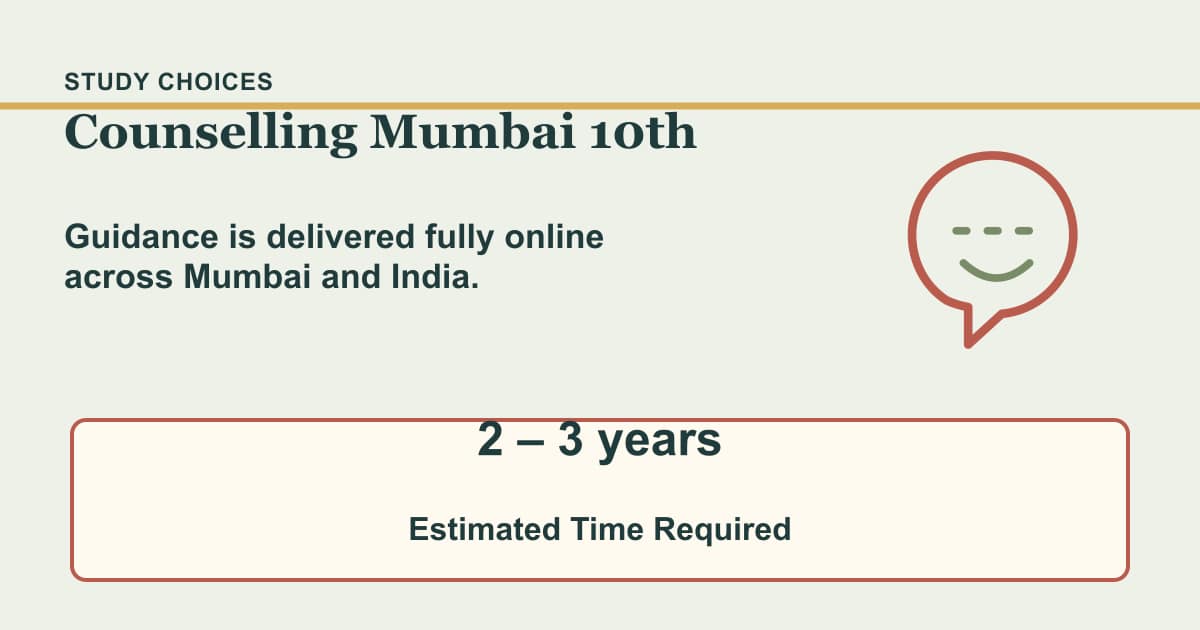 STUDY CHOICES
Counselling Mumbai 10th
Guidance is delivered fully online
across Mumbai and India.
2 – 3 years
Estimated Time Required